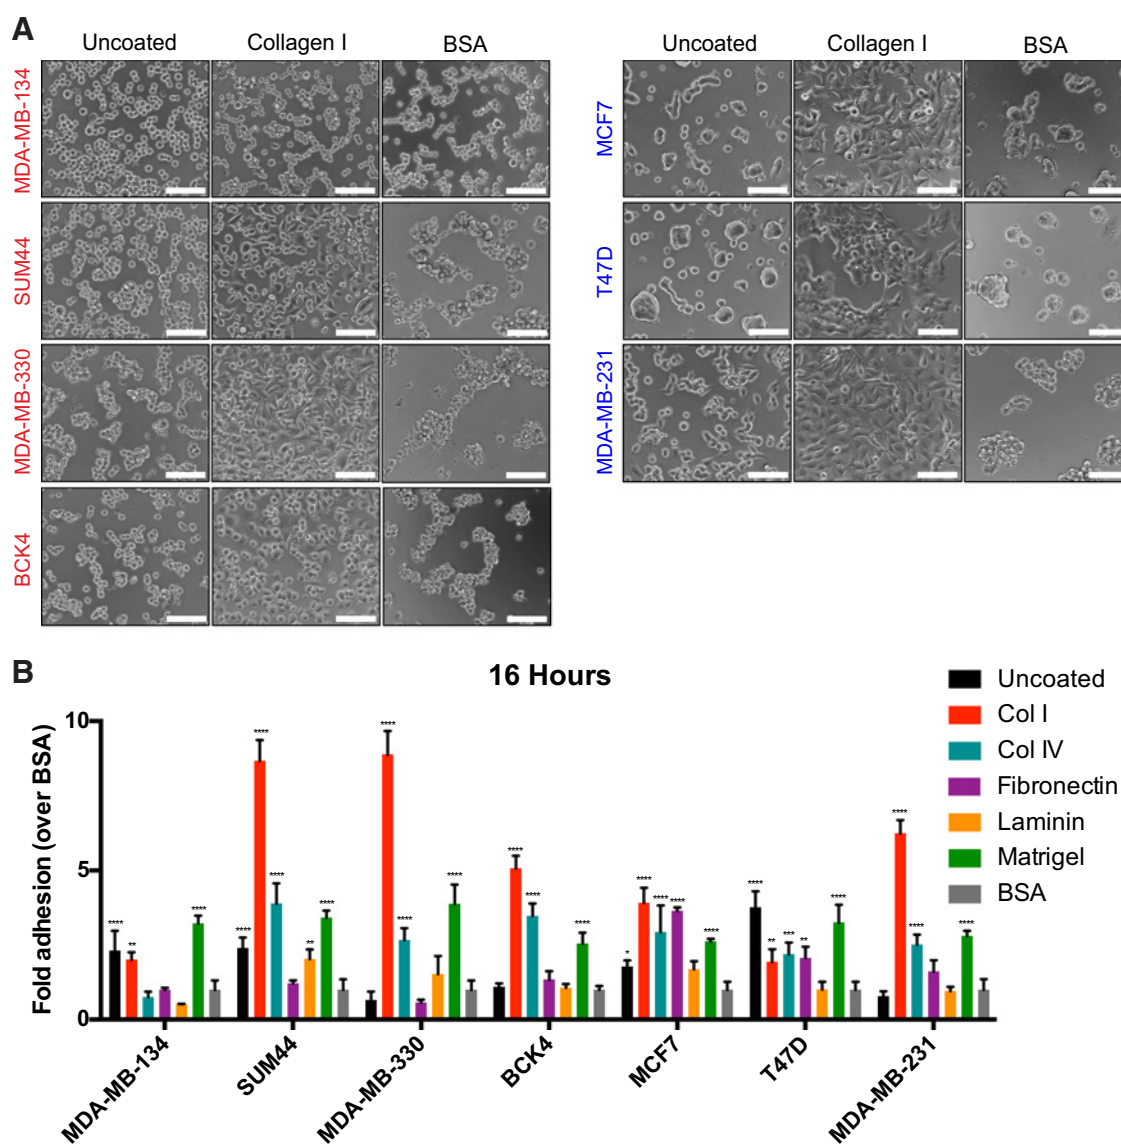 A
Uncoated
Collagen I
BSA
MDA-MB-134
SUM44
MDA-MB-330
BCK4
Uncoated
Collagen I
BSA
MCF7
T47D
MDA-MB-231
B
16 Hours
Fold adhesion (over BSA)
10
5
0
**** ** ****
**** **** **** ** ****
**** **** ****
**** **** ****
* **** **** **** ****
**** ** *** ** ****
**** **** ****
MDA-MB-134
SUM44
MDA-MB-330
BCK4
MCF7
T47D
MDA-MB-231
Uncoated
Col I
Col IV
Fibronectin
Laminin
Matrigel
BSA